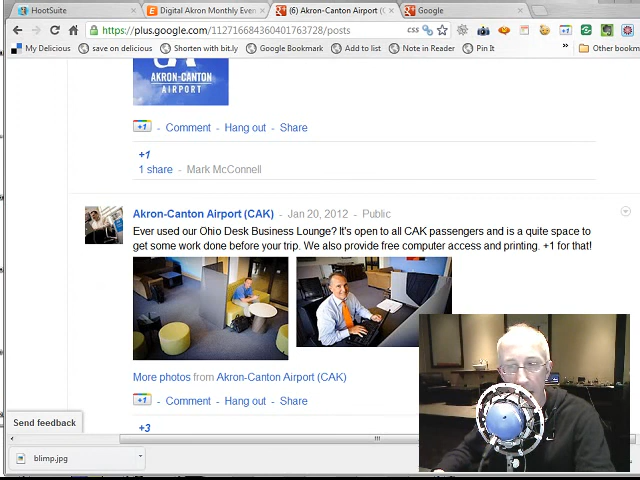 HootSuite
Digital Akron Monthly Even
(6) Akron-Canton Airport (
Google
https://plus.google.com/112716684360401763728/posts
css
My Delicious
save on delicious
Shorten with bit.ly
Google Bookmark
Add to list
Note in Reader
Pin It
»
Other bookm
AKRON-CANTON
AIRPORT
+1 - Comment - Hang out - Share
+1
1 share - Mark McConnell
Akron-Canton Airport (CAK) - Jan 20, 2012 - Public
Ever used our Ohio Desk Business Lounge? It's open to all CAK passengers and is a quite space to
get some work done before your trip. We also provide free computer access and printing. +1 for that!
More photos from Akron-Canton Airport (CAK)
+1 - Comment - Hang out - Share
Send feedback
+3
blimp.jpg